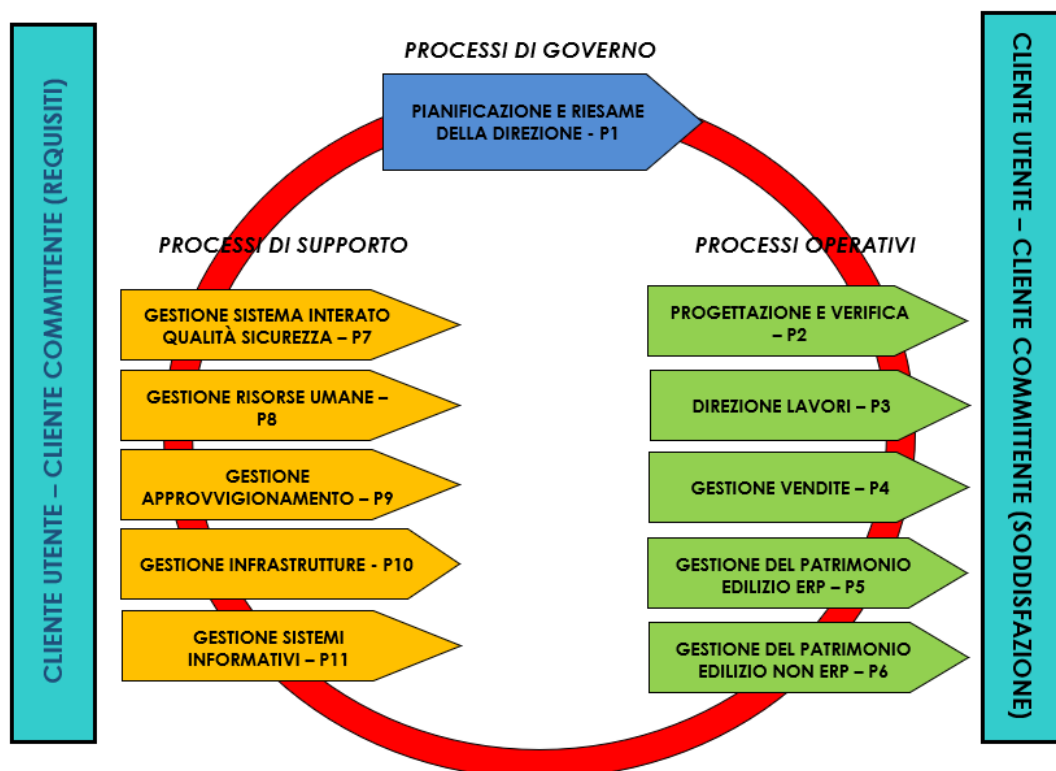 CLIENTE UTENTE – CLIENTE COMMITTENTE (REQUISITI)
PROCESSI DI GOVERNO
PIANIFICAZIONE E RIESAME
DELLA DIREZIONE - P1
PROCESSI DI SUPPORTO
GESTIONE SISTEMA INTERATO
QUALITÀ SICUREZZA – P7
GESTIONE RISORSE UMANE –
P8
GESTIONE
APPROVVIGIONAMENTO – P9
GESTIONE INFRASTRUTTURE - P10
GESTIONE SISTEMI
INFORMATIVI – P11
PROCESSI OPERATIVI
PROGETTAZIONE E VERIFICA
– P2
DIREZIONE LAVORI – P3
GESTIONE VENDITE – P4
GESTIONE DEL PATRIMONIO
EDILIZIO ERP – P5
GESTIONE DEL PATRIMONIO
EDILIZIO NON ERP – P6
CLIENTE UTENTE – CLIENTE COMMITTENTE (SODDISFAZIONE)